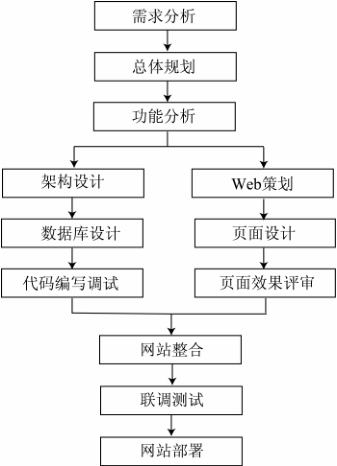 需求分析
总体规划
功能分析
架构设计
Web策划
数据库设计
页面设计
代码编写调试
页面效果评审
网站整合
联调测试
网站部署